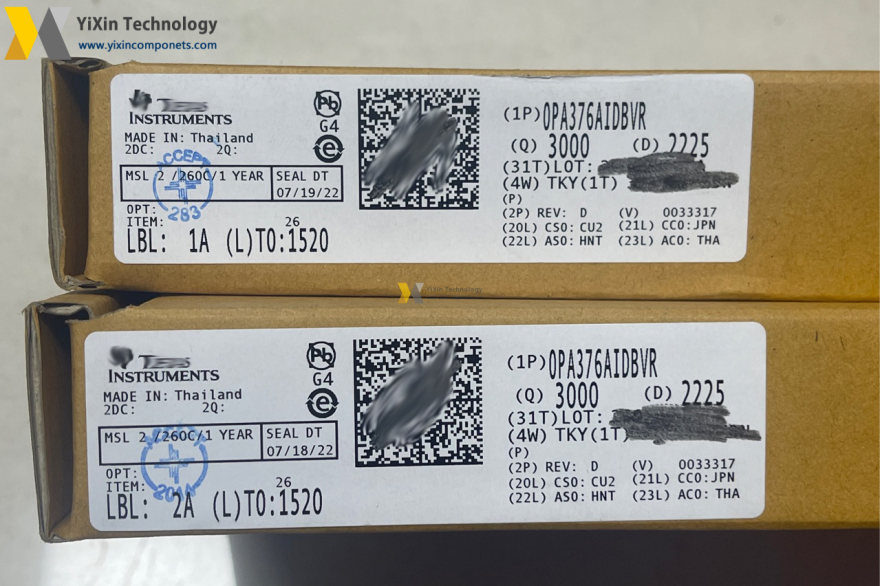 YiXin Technology
www.yixincomponets.com
INSTRUMENTS
MADE IN: Thailand
2DC: 2Q:
MSL 2 /260C/1 YEAR
SEAL DT
07/19/22
OPT:
ITEM:
26
LBL: 1A (L)TO:1520
ACCEPT
283
Pb
G4
e
(1P)OPA376AIDBVR
(Q) 3000 (D) 2225
(31T)LOT:
(4W) TKY(1T)
(P)
(2P) REV: D (V) 0033317
(20L) CSO: CU2 (21L) CCO:JPN
(22L) ASO: HNT (23L) ACO: THA
YiXin Technology
INSTRUMENTS
MADE IN: Thailand
2DC: 2Q:
MSL 2 /260C/1 YEAR
SEAL DT
07/18/22
OPT:
ITEM:
26
LBL: 2A (L)TO:1520
Pb
G4
e
(1P)OPA376AIDBVR
(Q) 3000 (D) 2225
(31T)LOT:
(4W) TKY(1T)
(P)
(2P) REV: D (V) 0033317
(20L) CSO: CU2 (21L) CCO:JPN
(22L) ASO: HNT (23L) ACO: THA